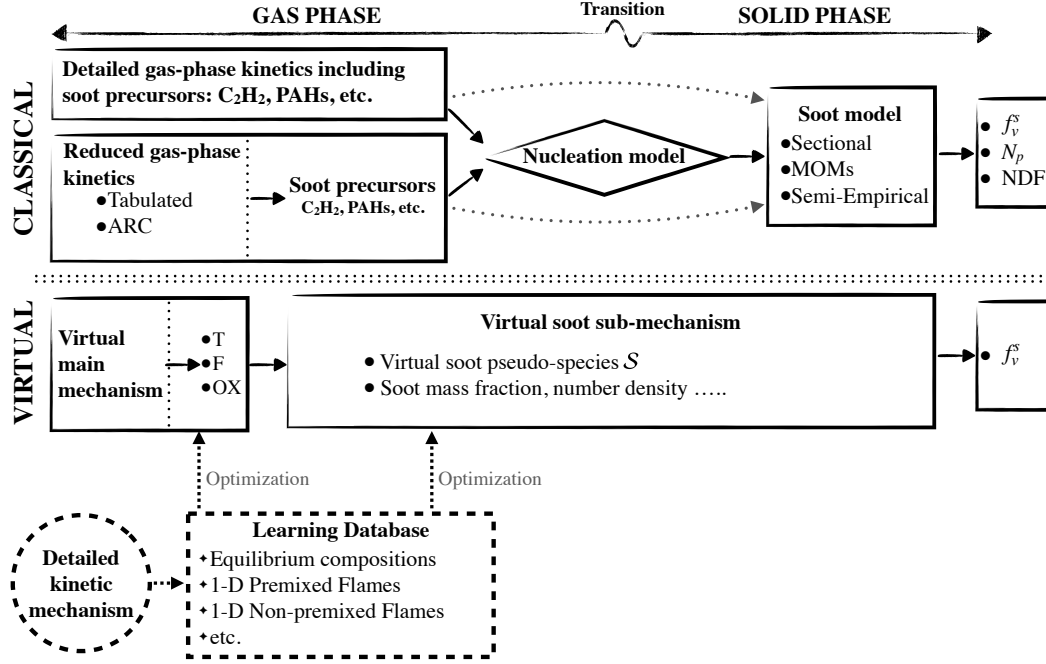 GAS PHASE
Transition
SOLID PHASE
CLASSICAL
Detailed gas-phase kinetics including
soot precursors: C₂H₂, PAHs, etc.
Reduced gas-phase
kinetics
●Tabulated
●ARC
Soot precursors
C₂H₂, PAHs, etc.
Nucleation model
Soot model
●Sectional
●MOMs
●Semi-Empirical
● fᵥˢ
● Nₚ
● NDF
VIRTUAL
Virtual
main
mechanism
●T
●F
●OX
Virtual soot sub-mechanism
● Virtual soot pseudo-species 𝒮
● Soot mass fraction, number density …..
● fᵥˢ
Optimization
Optimization
Detailed
kinetic
mechanism
Learning Database
✦Equilibrium compositions
✦1-D Premixed Flames
✦1-D Non-premixed Flames
✦etc.